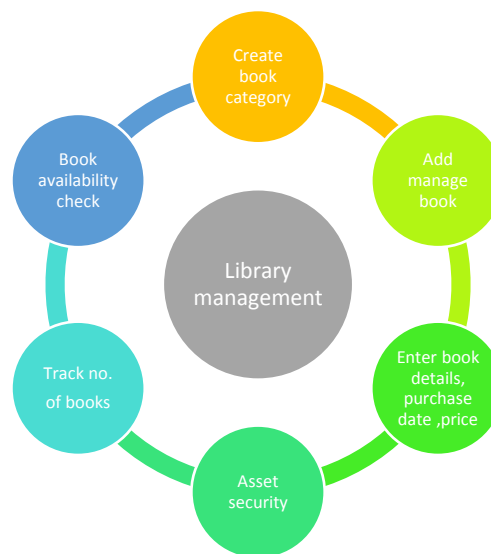 Create
book
category
Add
manage
book
Enter book
details,
purchase
date ,price
Asset
security
Track no.
of books
Book
availability
check
Library
management